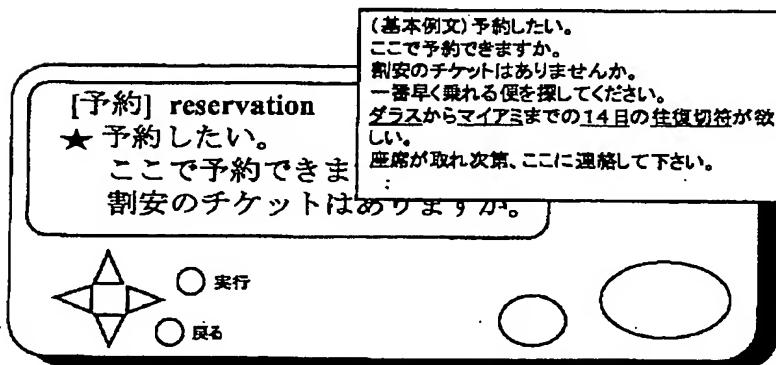 (基本例文)予約したい。
ここで予約できますか。
割安のチケットはありませんか。
一番早く乗れる便を探してください。
ダラスからマイアミまでの14日の往復切符が欲
しい。
座席が取れ次第、ここに連絡して下さい。
:
[予約] reservation
★予約したい。
ここで予約できま
割安のチケットはありますか。
実行
戻る